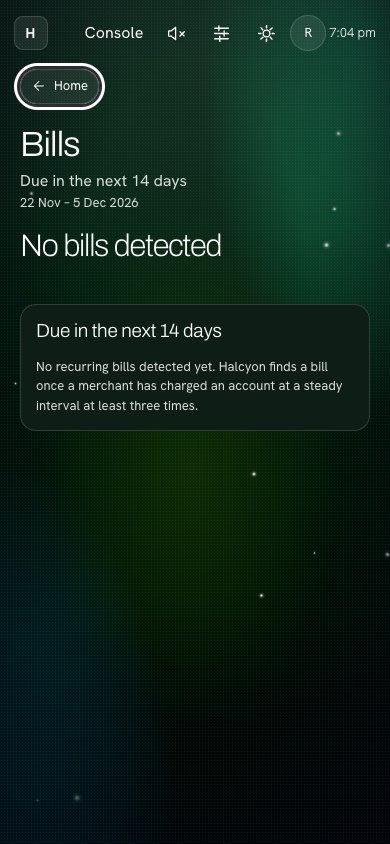 H
Console
R
7:04 pm
Home
Bills
Due in the next 14 days
22 Nov – 5 Dec 2026
No bills detected
Due in the next 14 days
No recurring bills detected yet. Halcyon finds a bill
once a merchant has charged an account at a steady
interval at least three times.